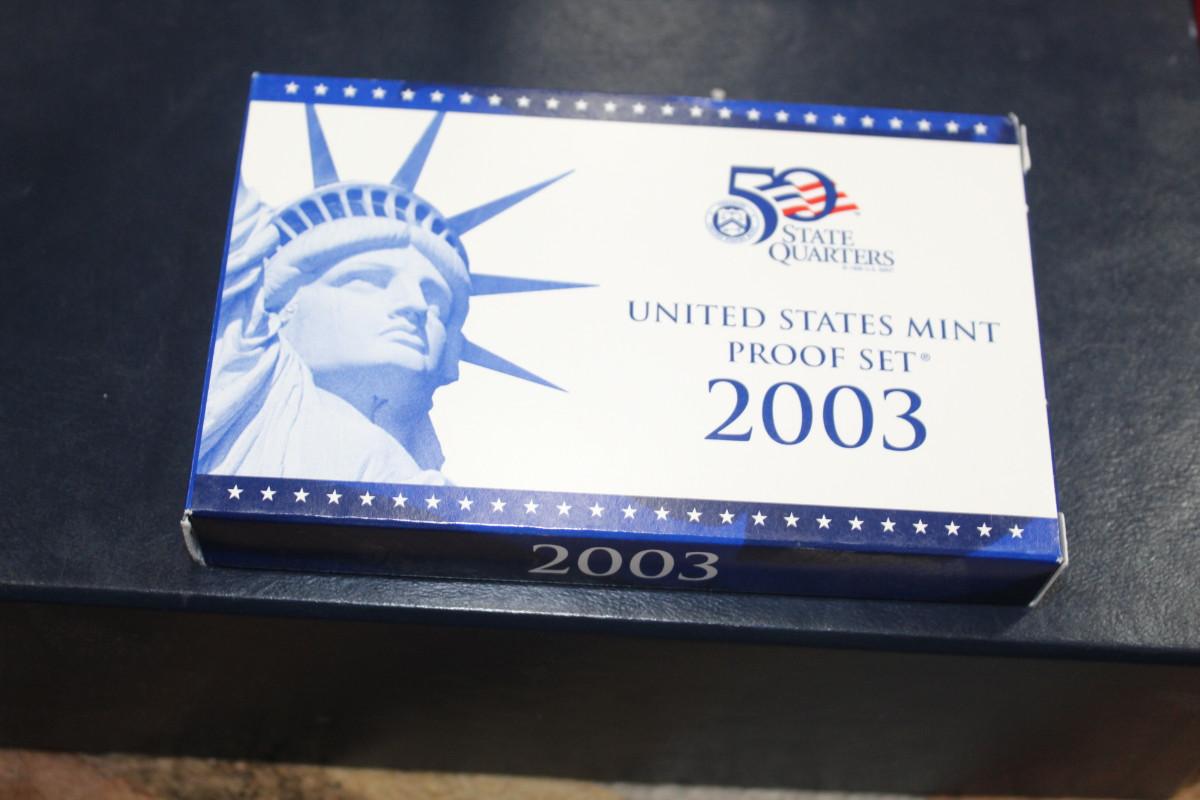 50
STATE
QUARTERS
UNITED STATES MINT
PROOF SET®
2003
2003